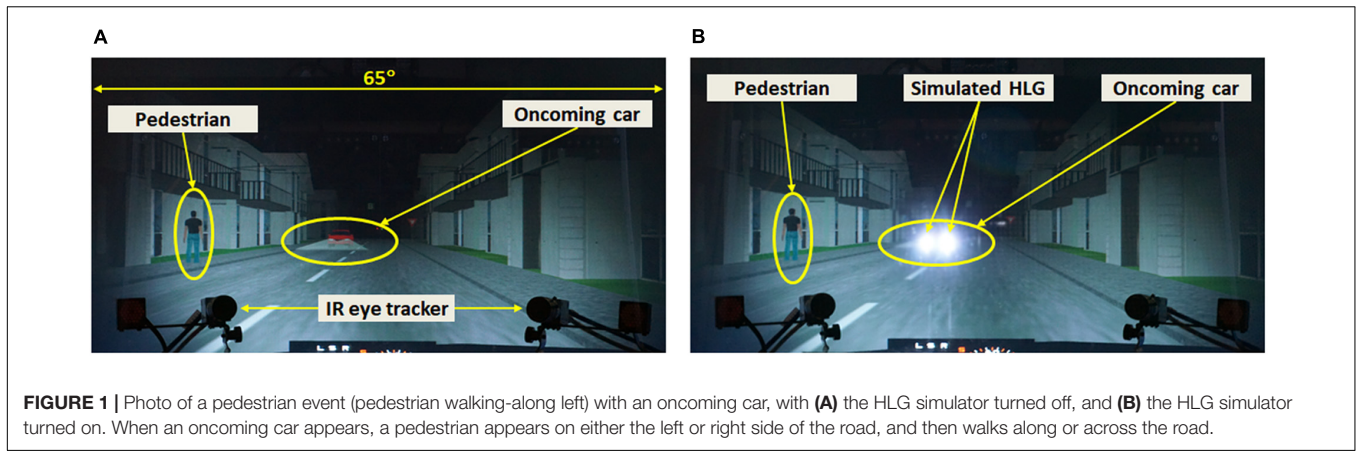 A
B
65°
Pedestrian
Oncoming car
IR eye tracker
L S R
Pedestrian
Simulated HLG
Oncoming car
L S R
FIGURE 1 | Photo of a pedestrian event (pedestrian walking-along left) with an oncoming car, with (A) the HLG simulator turned off, and (B) the HLG simulator
turned on. When an oncoming car appears, a pedestrian appears on either the left or right side of the road, and then walks along or across the road.